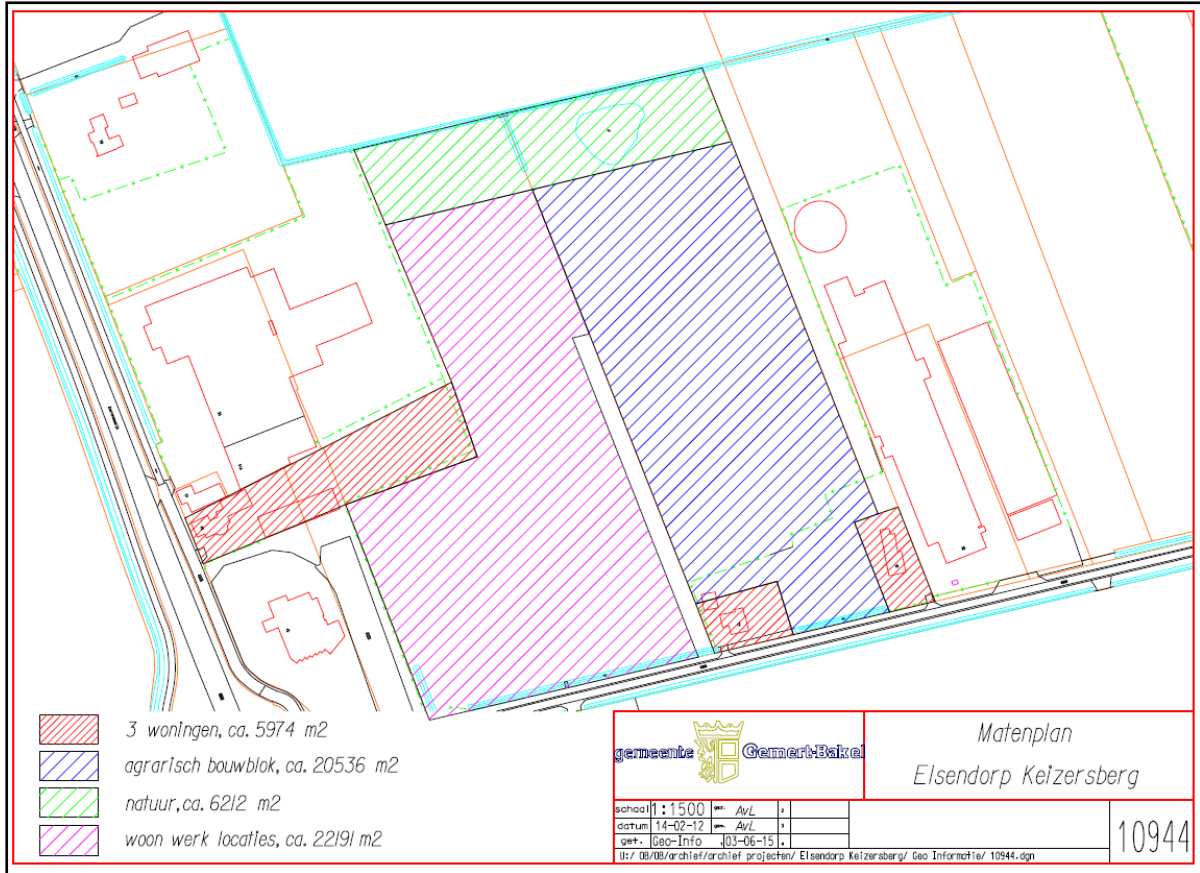 3 woningen, ca. 5974 m2
agrarisch bouwblok, ca. 20536 m2
natuur, ca. 6212 m2
woon werk locaties, ca. 22191 m2
gemeente Gemert-Bakel
Matenplan
Elsendorp Keizersberg
schaal 1:1500 AvL
datum 14-02-12 AvL
get. Geo-Info 03-06-15
U:/ 08/08/archief/archief projecten/ Elsendorp Keizersberg/ Geo Informatie/ 10944.dgn
10944